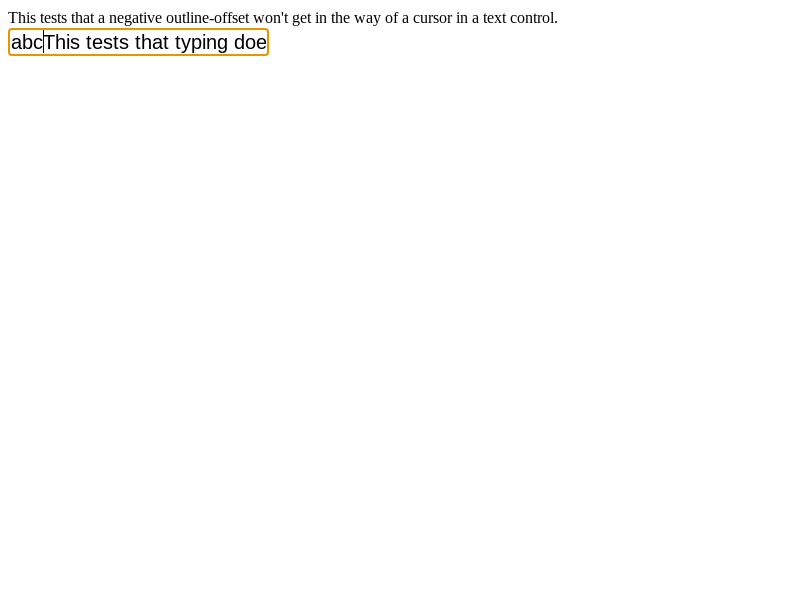 This tests that a negative outline-offset won't get in the way of a cursor in a text control.
abcThis tests that typing doe